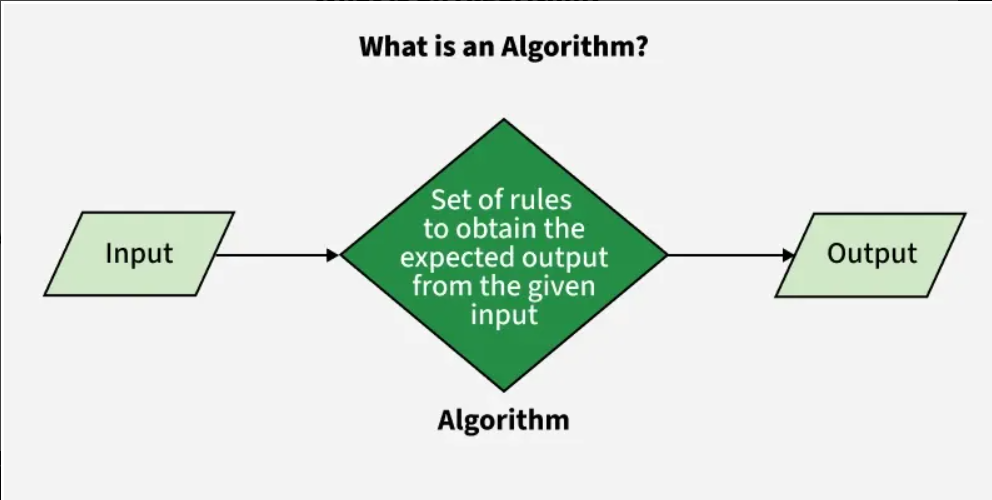 What is an Algorithm?
Input
Set of rules
to obtain the
expected output
from the given
input
Output
Algorithm